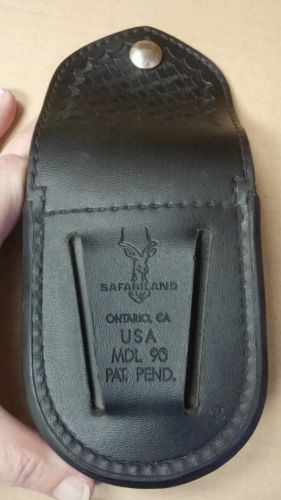 SAFARILAND
ONTARIO, CA
USA
MDL 90
PAT. PEND.